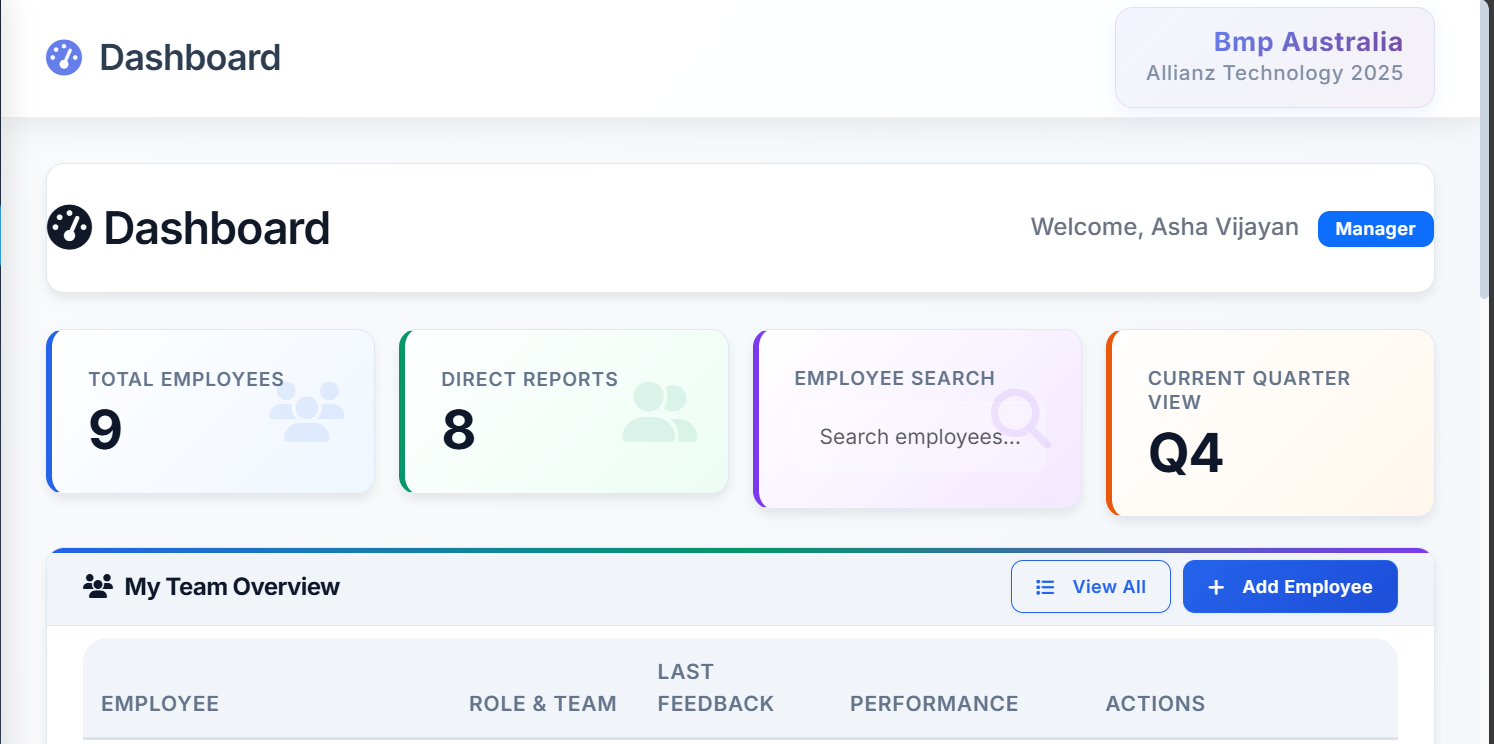 Dashboard
Bmp Australia
Allianz Technology 2025
Dashboard
Welcome, Asha Vijayan
Manager
TOTAL EMPLOYEES
9
DIRECT REPORTS
8
EMPLOYEE SEARCH
Search employees...
CURRENT QUARTER
VIEW
Q4
My Team Overview
View All
Add Employee
EMPLOYEE
ROLE & TEAM
LAST
FEEDBACK
PERFORMANCE
ACTIONS